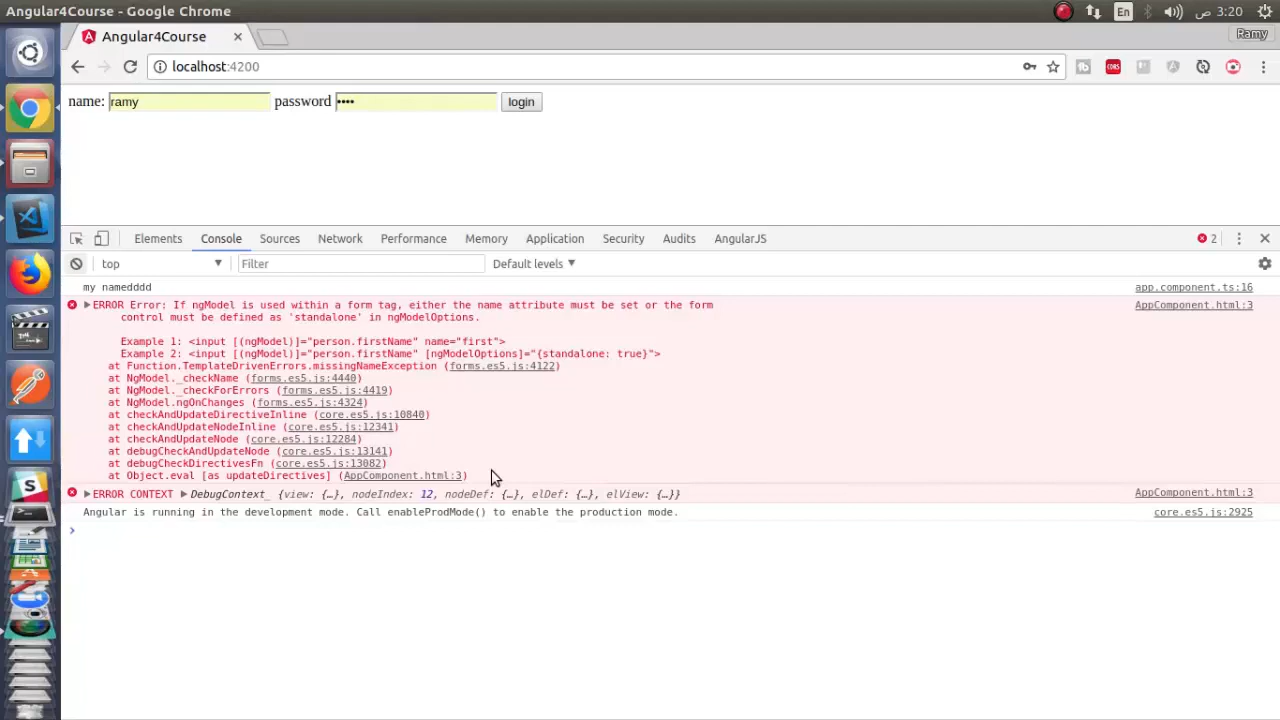 Angular4Course - Google Chrome
En
3:20 ص
Angular4Course
Ramy
localhost:4200
CORS
name: ramy password •••• login
Elements Console Sources Network Performance Memory Application Security Audits AngularJS 2
top Filter Default levels
my namedddd app.component.ts:16
ERROR Error: If ngModel is used within a form tag, either the name attribute must be set or the form AppComponent.html:3
control must be defined as 'standalone' in ngModelOptions.
Example 1: <input [(ngModel)]="person.firstName" name="first">
Example 2: <input [(ngModel)]="person.firstName" [ngModelOptions]="{standalone: true}">
at Function.TemplateDrivenErrors.missingNameException (forms.es5.js:4122)
at NgModel._checkName (forms.es5.js:4440)
at NgModel._checkForErrors (forms.es5.js:4419)
at NgModel.ngOnChanges (forms.es5.js:4324)
at checkAndUpdateDirectiveInline (core.es5.js:10840)
at checkAndUpdateNodeInline (core.es5.js:12341)
at checkAndUpdateNode (core.es5.js:12284)
at debugCheckAndUpdateNode (core.es5.js:13141)
at debugCheckDirectivesFn (core.es5.js:13082)
at Object.eval [as updateDirectives] (AppComponent.html:3)
ERROR CONTEXT DebugContext_ {view: {…}, nodeIndex: 12, nodeDef: {…}, elDef: {…}, elView: {…}} AppComponent.html:3
Angular is running in the development mode. Call enableProdMode() to enable the production mode. core.es5.js:2925